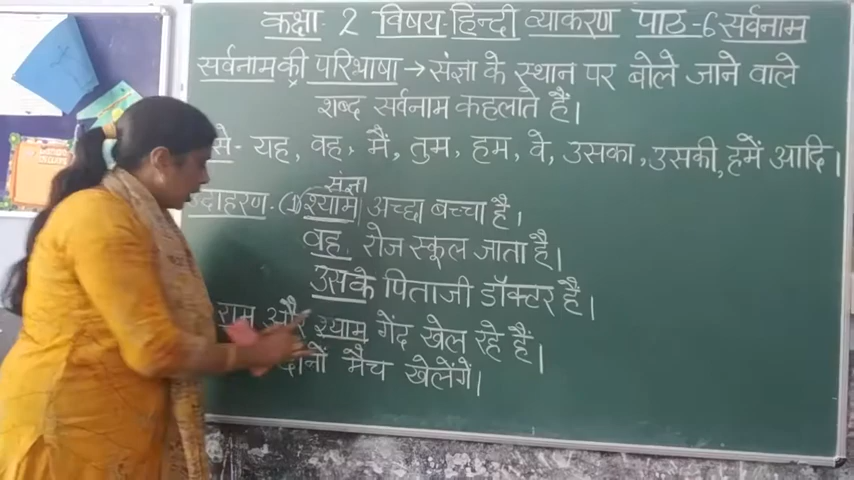 कक्षा- 2 विषय-हिन्दी व्याकरण पाठ-6 सर्वनाम
सर्वनाम की परिभाषा → संज्ञा के स्थान पर बोले जाने वाले
शब्द सर्वनाम कहलाते हैं।
से- यह, वह, मैं, तुम, हम, वे, उसका, उसकी, हमें आदि।
संज्ञा
उदाहरण-(1) श्याम अच्छा बच्चा है।
वह रोज स्कूल जाता है।
उसके पिताजी डॉक्टर हैं।
राम और श्याम गेंद खेल रहे हैं।
दोनों मैच खेलेंगें।